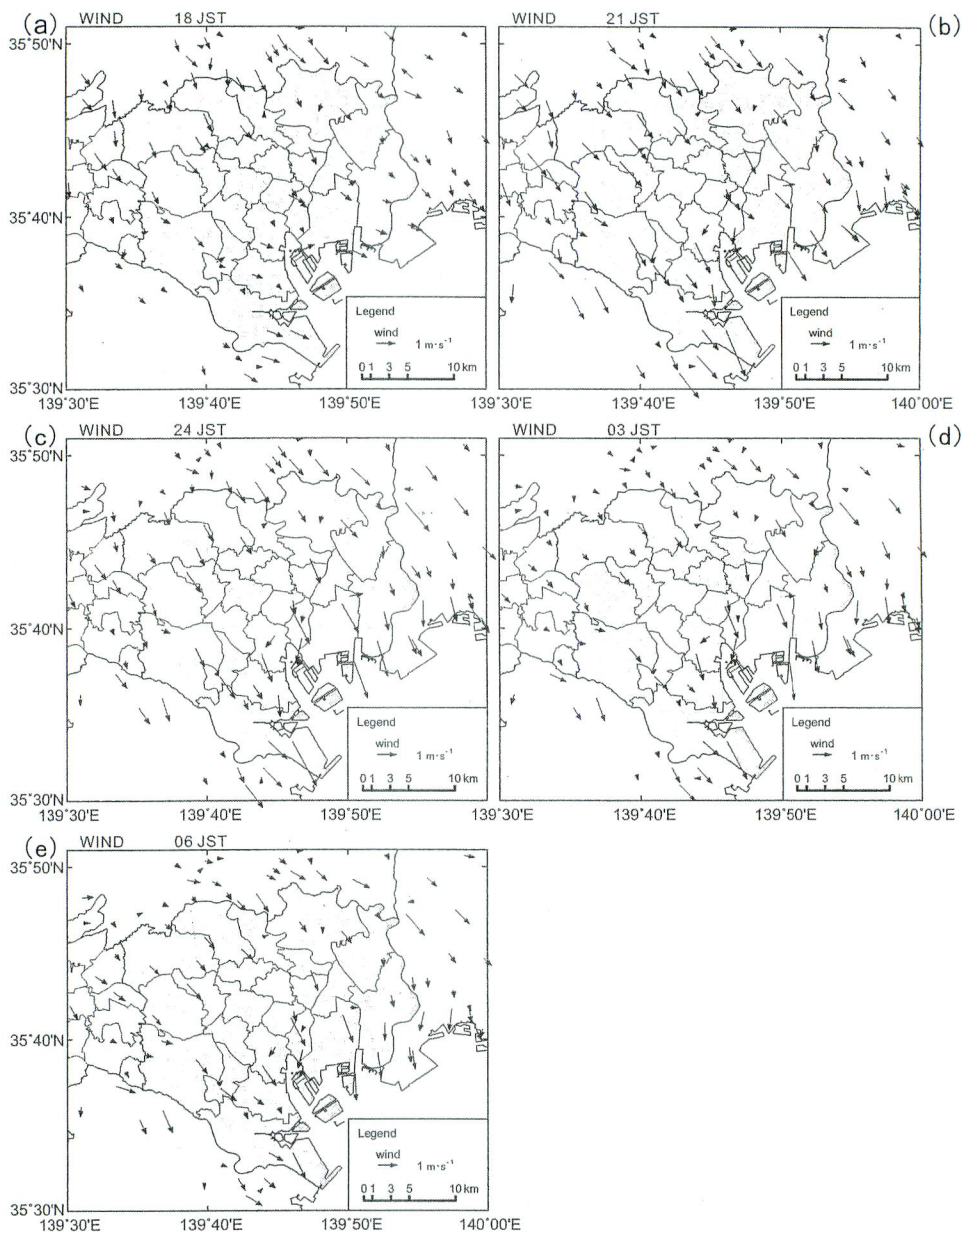 (a) WIND 18 JST
35°50'N
35°40'N
35°30'N
139°30'E 139°40'E 139°50'E
Legend
wind
1 m·s⁻¹
0 1 3 5 10 km
WIND 21 JST (b)
139°30'E 139°40'E 139°50'E 140°00'E
Legend
wind
1 m·s⁻¹
0 1 3 5 10 km
(c) WIND 24 JST
35°50'N
35°40'N
35°30'N
139°30'E 139°40'E 139°50'E
Legend
wind
1 m·s⁻¹
0 1 3 5 10 km
WIND 03 JST (d)
139°30'E 139°40'E 139°50'E 140°00'E
Legend
wind
1 m·s⁻¹
0 1 3 5 10 km
(e) WIND 06 JST
35°50'N
35°40'N
35°30'N
139°30'E 139°40'E 139°50'E 140°00'E
Legend
wind
1 m·s⁻¹
0 1 3 5 10 km